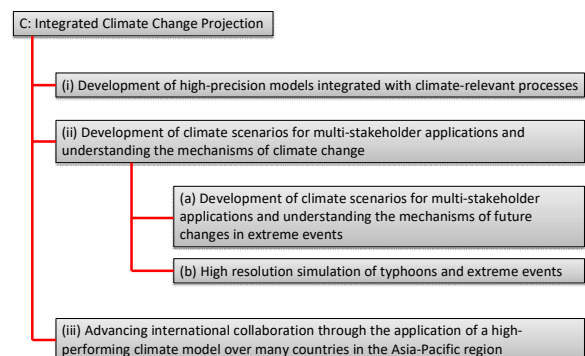 C: Integrated Climate Change Projection
(i) Development of high-precision models integrated with climate-relevant processes
(ii) Development of climate scenarios for multi-stakeholder applications and
understanding the mechanisms of climate change
(a) Development of climate scenarios for multi-stakeholder
applications and understanding the mechanisms of future
changes in extreme events
(b) High resolution simulation of typhoons and extreme events
(iii) Advancing international collaboration through the application of a high-
performing climate model over many countries in the Asia-Pacific region